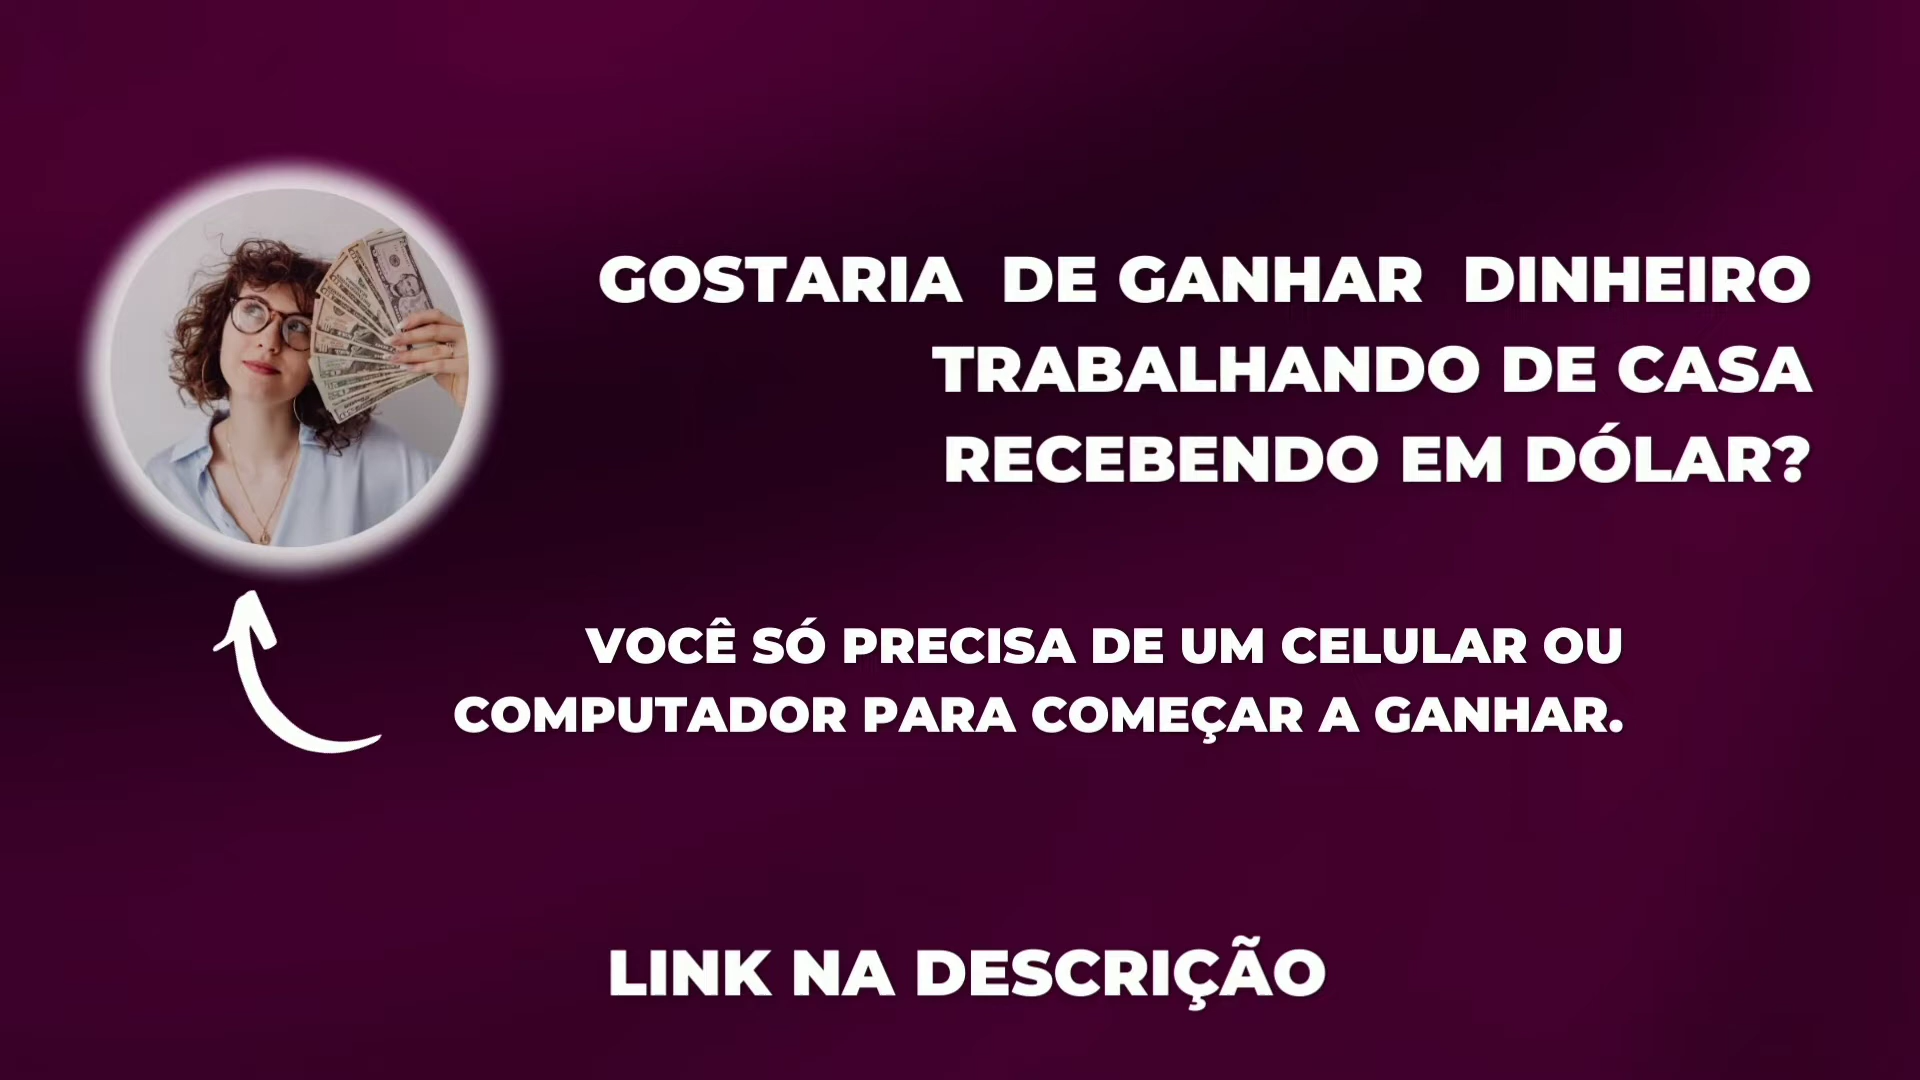 GOSTARIA DE GANHAR DINHEIRO
TRABALHANDO DE CASA
RECEBENDO EM DÓLAR?
VOCÊ SÓ PRECISA DE UM CELULAR OU
COMPUTADOR PARA COMEÇAR A GANHAR.
LINK NA DESCRIÇÃO